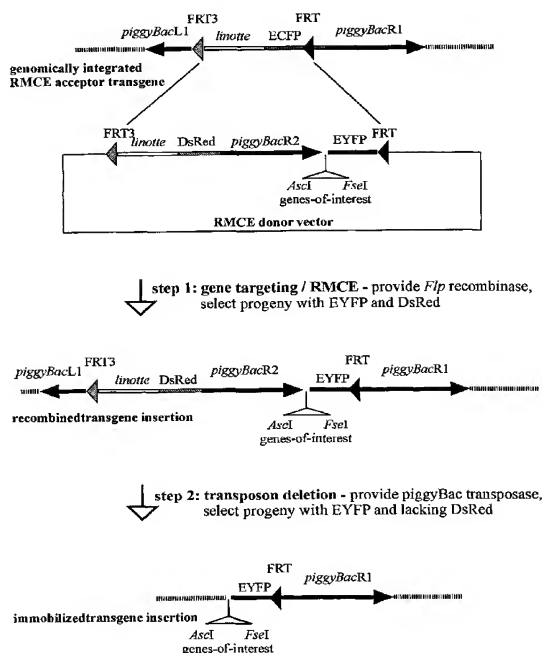 FRT3 FRT
piggyBacL1 linotte ECFP piggyBacR1
genomically integrated
RMCE acceptor transgene
FRT3 FRT
linotte DsRed piggyBacR2 EYFP
AscI FseI
genes-of-interest
RMCE donor vector
step 1: gene targeting / RMCE - provide Flp recombinase,
select progeny with EYFP and DsRed
FRT3 FRT
piggyBacL1 linotte DsRed piggyBacR2 EYFP piggyBacR1
recombinedtransgene insertion
AscI FseI
genes-of-interest
step 2: transposon deletion - provide piggyBac transposase,
select progeny with EYFP and lacking DsRed
FRT
EYFP piggyBacR1
immobilizedtransgene insertion
AscI FseI
genes-of-interest